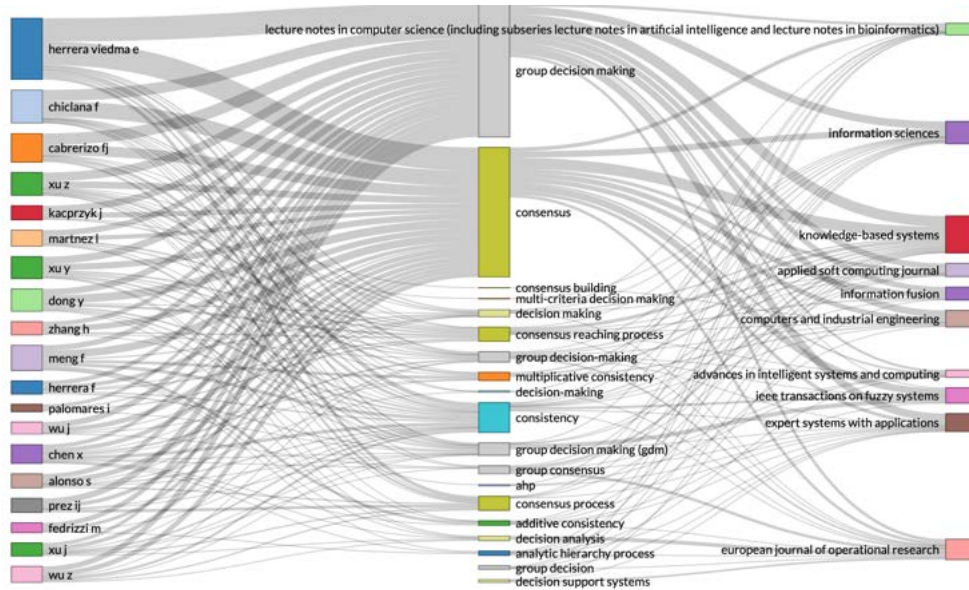 herrera viedma e
chiclana f
cabrerizo fj
xu z
kacprzyk j
martnez l
xu y
dong y
zhang h
meng f
herrera f
palomares i
wu j
chen x
alonso s
prez ij
fedrizzi m
xu j
wu z
group decision making
consensus
consensus building
multi-criteria decision making
decision making
consensus reaching process
group decision-making
multiplicative consistency
decision-making
consistency
group decision making (gdm)
group consensus
ahp
consensus process
additive consistency
decision analysis
analytic hierarchy process
group decision
decision support systems
lecture notes in computer science (including subseries lecture notes in artificial intelligence and lecture notes in bioinformatics)
information sciences
knowledge-based systems
applied soft computing journal
information fusion
computers and industrial engineering
advances in intelligent systems and computing
ieee transactions on fuzzy systems
expert systems with applications
european journal of operational research